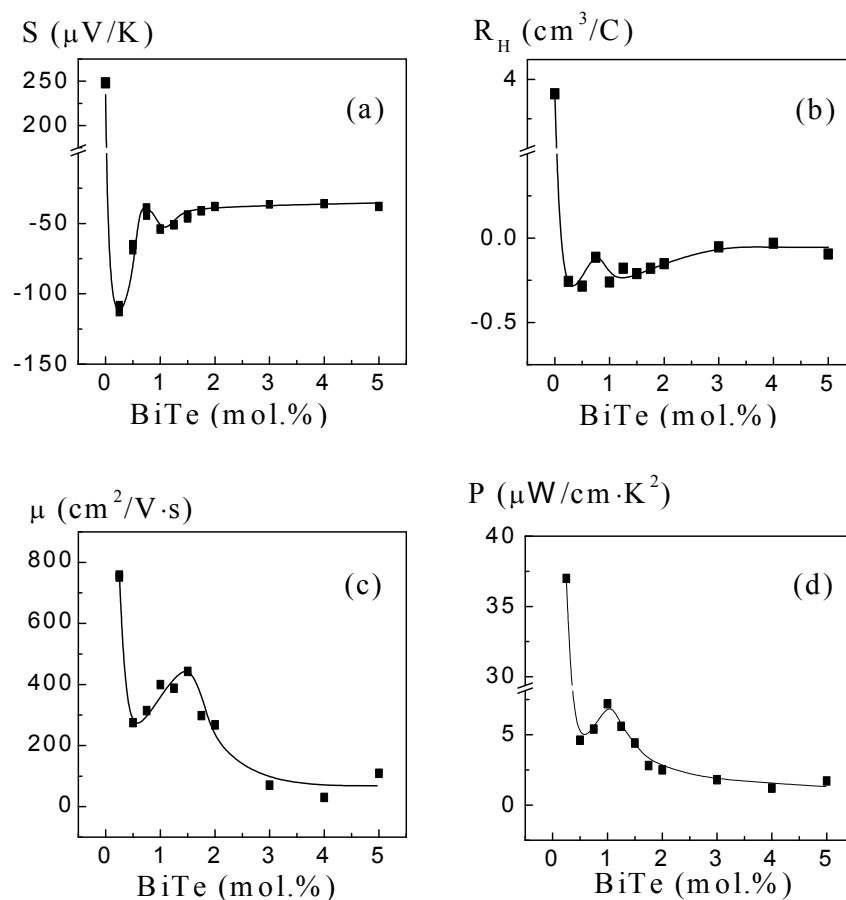 S (μV/K)
250
200
-50
-100
-150
(a)
0 1 2 3 4 5
BiTe (mol.%)
R_H (cm³/C)
4
0.0
-0.5
(b)
0 1 2 3 4 5
BiTe (mol.%)
μ (cm²/V·s)
800
600
400
200
0
(c)
0 1 2 3 4 5
BiTe (mol.%)
P (μW/cm·K²)
40
35
30
5
0
(d)
0 1 2 3 4 5
BiTe (mol.%)